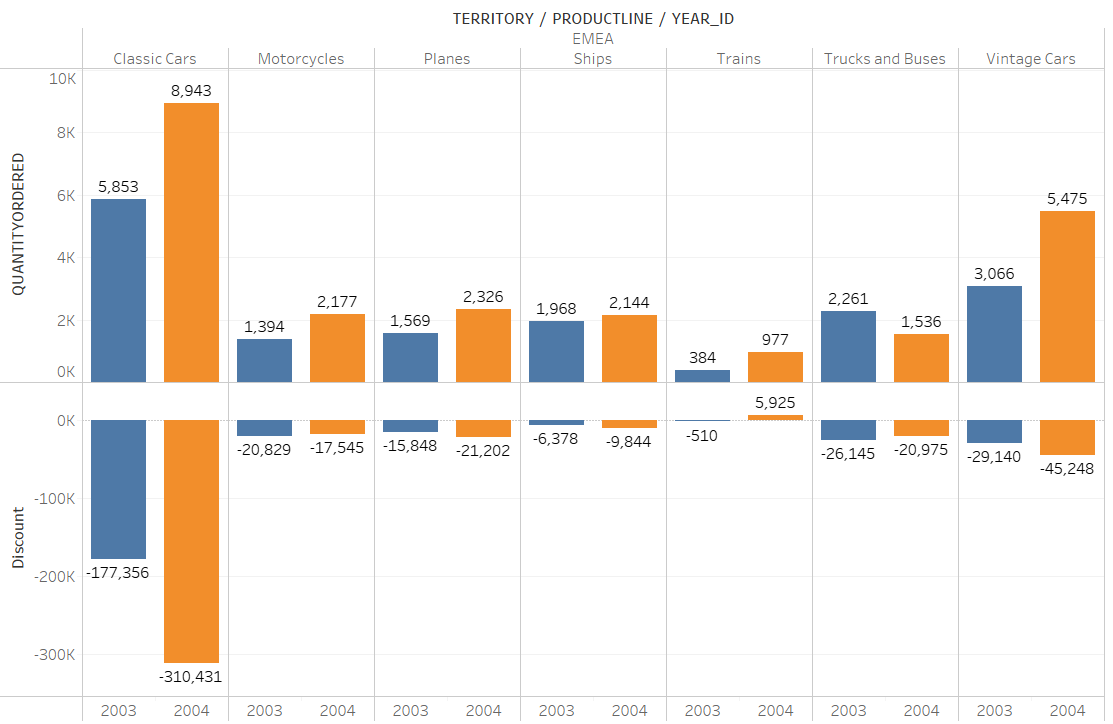 TERRITORY / PRODUCTLINE / YEAR_ID
EMEA
Classic Cars Motorcycles Planes Ships Trains Trucks and Buses Vintage Cars
QUANTITYORDERED
10K
8K
6K
4K
2K
0K
5,853 8,943 1,394 2,177 1,569 2,326 1,968 2,144 384 977 2,261 1,536 3,066 5,475
Discount
0K
-100K
-200K
-300K
-177,356 -310,431 -20,829 -17,545 -15,848 -21,202 -6,378 -9,844 -510 5,925 -26,145 -20,975 -29,140 -45,248
2003 2004 2003 2004 2003 2004 2003 2004 2003 2004 2003 2004 2003 2004